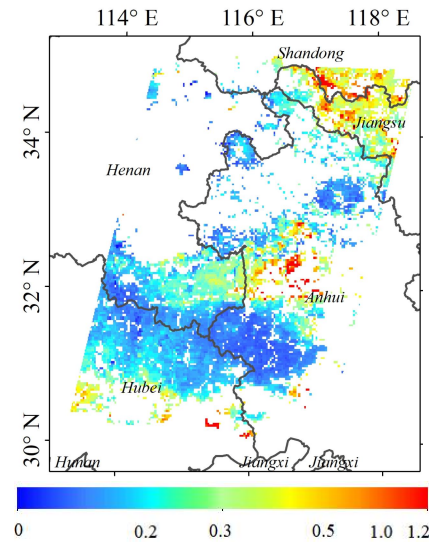 114° E 116° E 118° E
Shandong
34° N
Jiangsu
Henan
32° N
Anhui
Hubei
30° N
Hunan Jiangxi Jiangxi
0 0.2 0.3 0.5 1.0 1.2